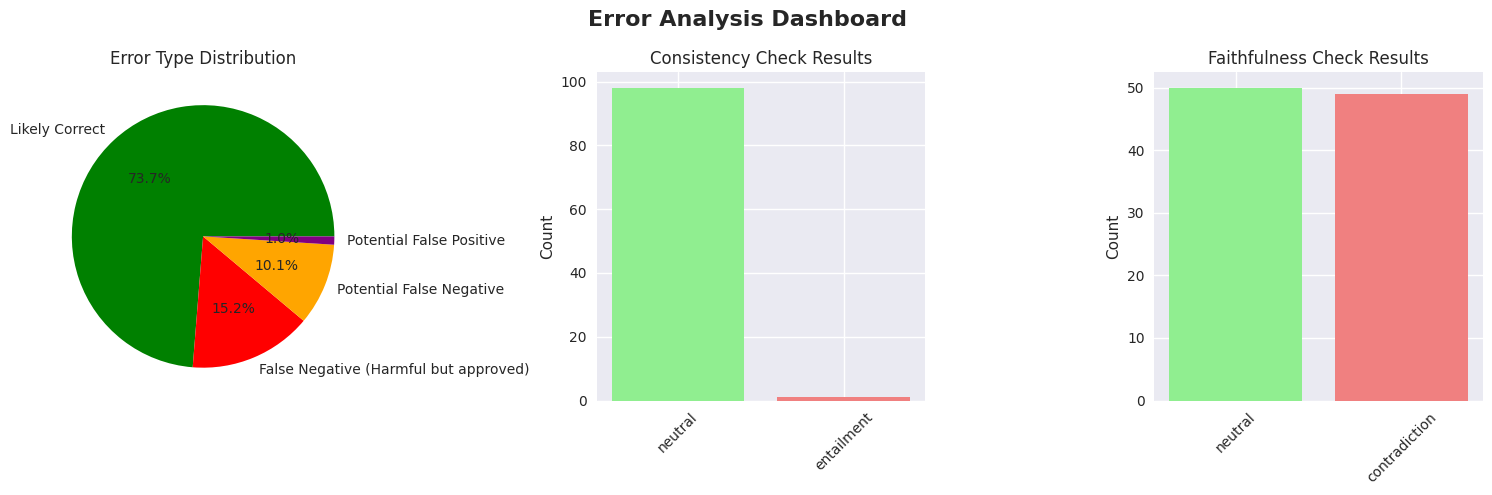 Error Analysis Dashboard
Error Type Distribution
Likely Correct
73.7%
1.0%
Potential False Positive
10.1%
Potential False Negative
15.2%
False Negative (Harmful but approved)
Consistency Check Results
Count
100
80
60
40
20
0
neutral
entailment
Faithfulness Check Results
Count
50
40
30
20
10
0
neutral
contradiction